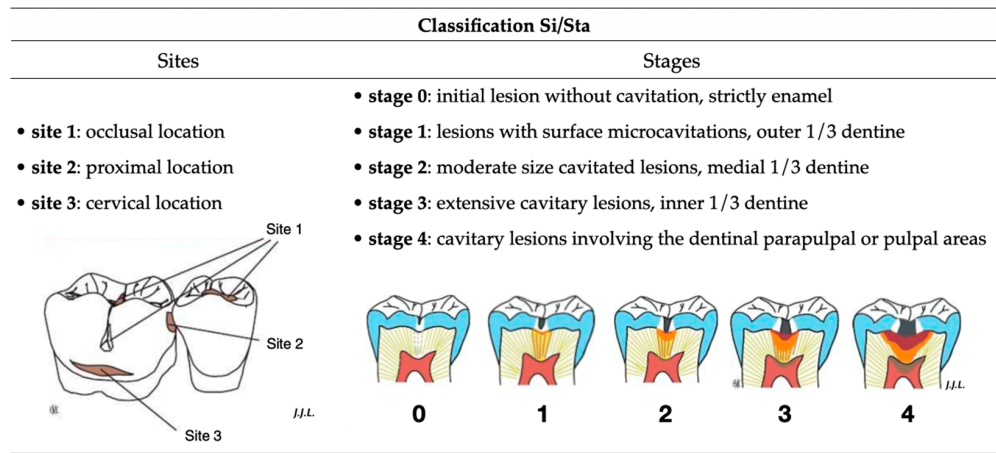 Classification Si/Sta
Sites
Stages
• site 1: occlusal location
• site 2: proximal location
• site 3: cervical location
• stage 0: initial lesion without cavitation, strictly enamel
• stage 1: lesions with surface microcavitations, outer 1/3 dentine
• stage 2: moderate size cavitated lesions, medial 1/3 dentine
• stage 3: extensive cavitary lesions, inner 1/3 dentine
• stage 4: cavitary lesions involving the dentinal parapulpal or pulpal areas
Site 1
Site 2
Site 3
J.J.L.
J.J.L.
0
1
2
3
4